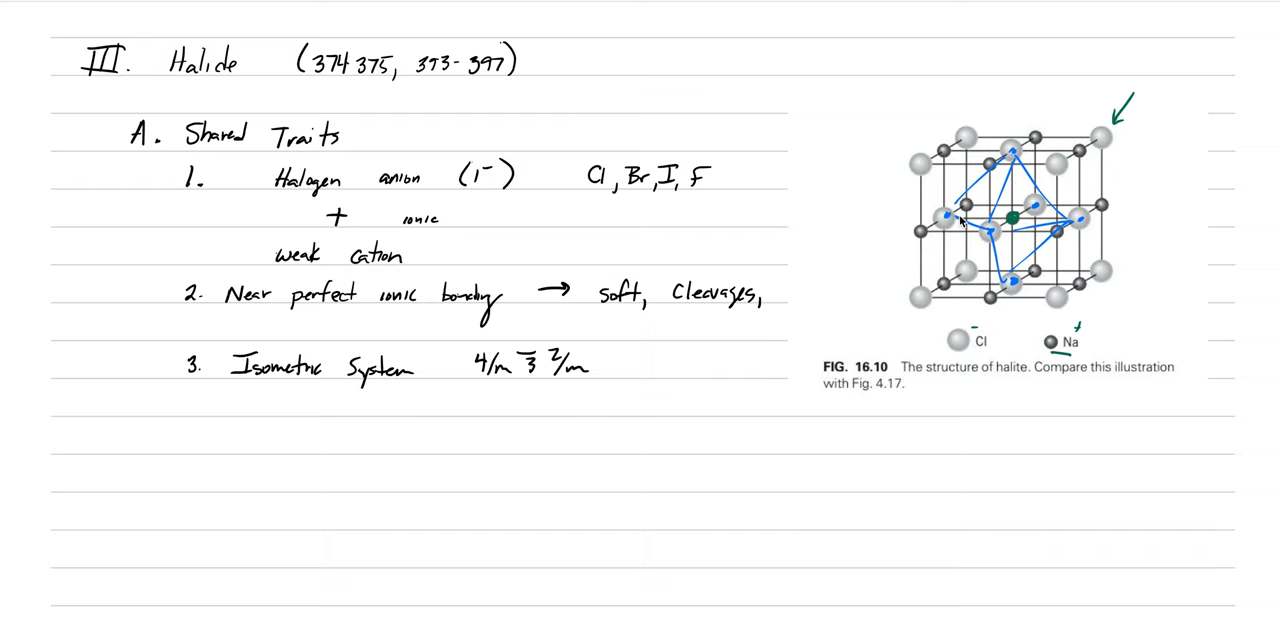 III. Halide (374 375, 393-397)
A. Shared Traits
1. Halogen anion (1⁻) Cl, Br, I, F
+ ionic
weak cation
2. Near perfect ionic bonding → soft, Cleavages,
3. Isometric System 4/m 3̅ 2/m
- +
Cl Na
FIG. 16.10 The structure of halite. Compare this illustration
with Fig. 4.17.